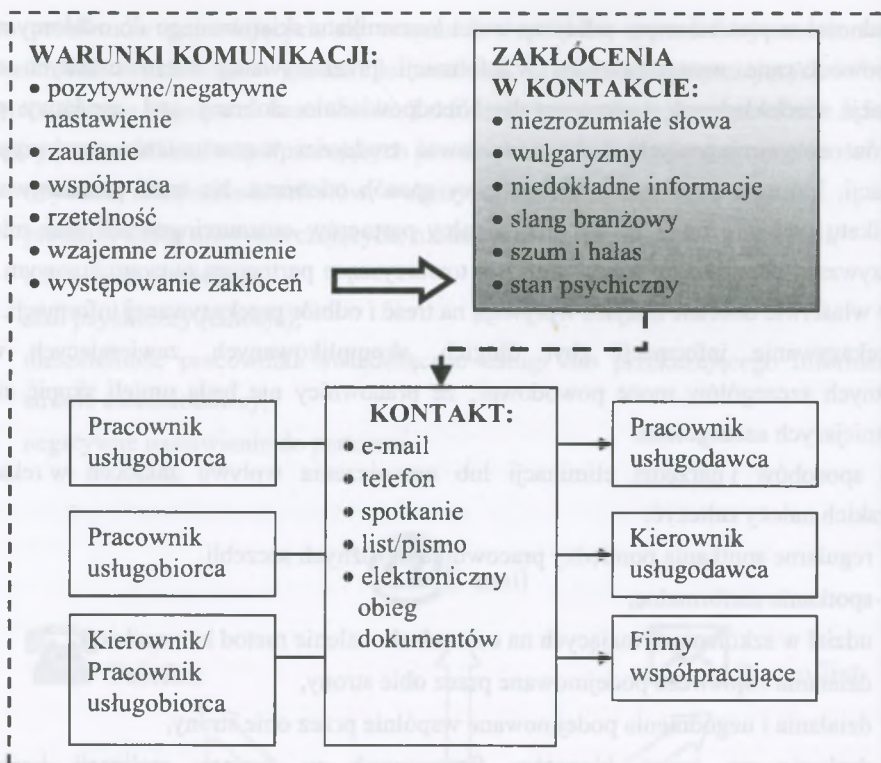 WARUNKI KOMUNIKACJI:
• pozytywne/negatywne
nastawienie
• zaufanie
• współpraca
• rzetelność
• wzajemne zrozumienie
• występowanie zakłóceń
ZAKŁÓCENIA
W KONTAKCIE:
• niezrozumiałe słowa
• wulgaryzmy
• niedokładne informacje
• slang branżowy
• szum i hałas
• stan psychiczny
Pracownik
usługobiorca
Pracownik
usługobiorca
Kierownik/
Pracownik
usługobiorca
KONTAKT:
• e-mail
• telefon
• spotkanie
• list/pismo
• elektroniczny
obieg
dokumentów
Pracownik
usługodawca
Kierownik
usługodawca
Firmy
współpracujące